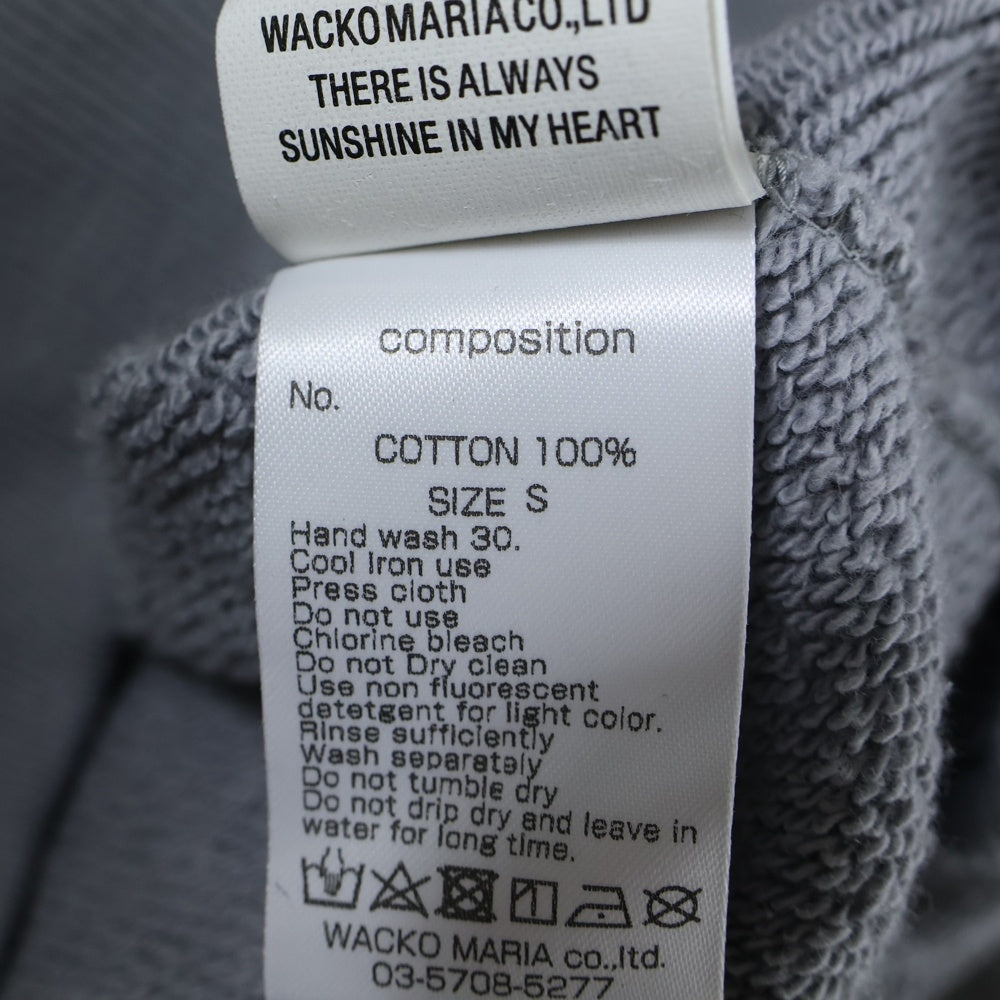 WACKO MARIA CO.,LTD
THERE IS ALWAYS
SUNSHINE IN MY HEART
composition
No.
COTTON 100%
SIZE S
Hand wash 30.
Cool Iron use
Press cloth
Do not use
Chlorine bleach
Do not Dry clean
Use non fluorescent
detetgent for light color.
Rinse sufficiently
Wash separately
Do not tumble dry
Do not drip dry and leave in
water for long time.
WACKO MARIA co.,ltd.
03-5708-5277